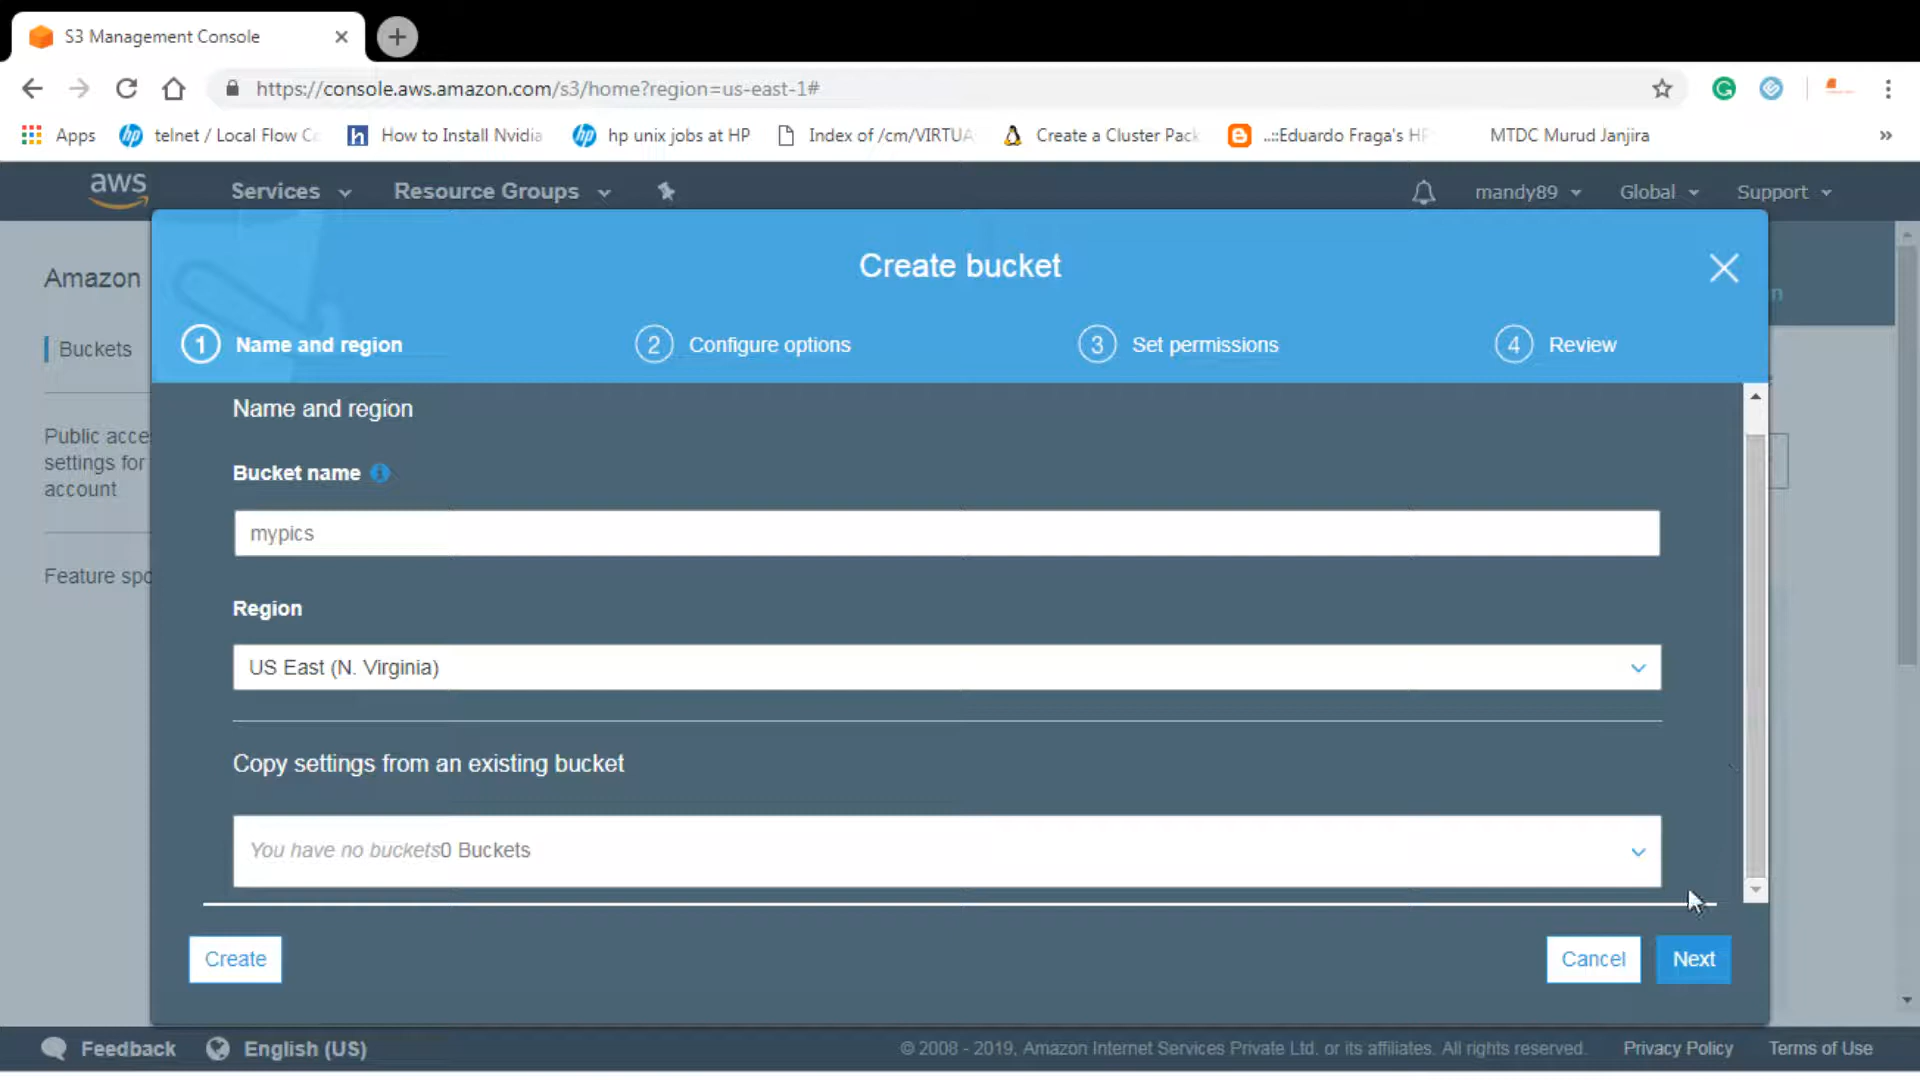 S3 Management Console
https://console.aws.amazon.com/s3/home?region=us-east-1#
Apps
telnet / Local Flow Co
How to Install Nvidia
hp unix jobs at HP
Index of /cm/VIRTUA
Create a Cluster Pack
..::Eduardo Fraga's HP
MTDC Murud Janjira
»
aws
Services
Resource Groups
mandy89
Global
Support
Create bucket
Amazon
1 Name and region
2 Configure options
3 Set permissions
4 Review
Buckets
Name and region
Public acce
settings for
account
Bucket name
mypics
Feature spo
Region
US East (N. Virginia)
Copy settings from an existing bucket
You have no buckets0 Buckets
Create
Cancel
Next
Feedback
English (US)
© 2008 - 2019, Amazon Internet Services Private Ltd. or its affiliates. All rights reserved.
Privacy Policy
Terms of Use